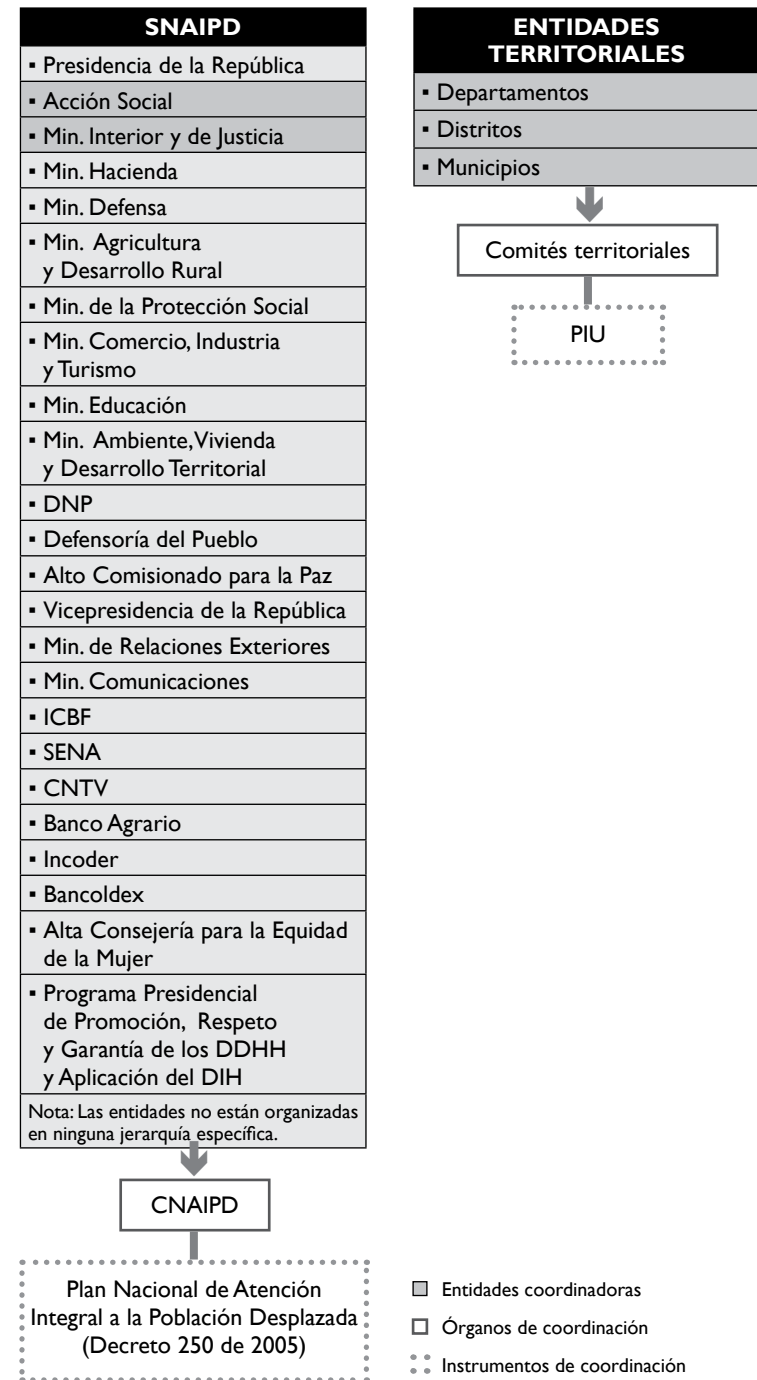 SNAIPD
▪ Presidencia de la República
▪ Acción Social
▪ Min. Interior y de Justicia
▪ Min. Hacienda
▪ Min. Defensa
▪ Min. Agricultura
y Desarrollo Rural
▪ Min. de la Protección Social
▪ Min. Comercio, Industria
y Turismo
▪ Min. Educación
▪ Min. Ambiente, Vivienda
y Desarrollo Territorial
▪ DNP
▪ Defensoría del Pueblo
▪ Alto Comisionado para la Paz
▪ Vicepresidencia de la República
▪ Min. de Relaciones Exteriores
▪ Min. Comunicaciones
▪ ICBF
▪ SENA
▪ CNTV
▪ Banco Agrario
▪ Incoder
▪ Bancoldex
▪ Alta Consejería para la Equidad
de la Mujer
▪ Programa Presidencial
de Promoción, Respeto
y Garantía de los DDHH
y Aplicación del DIH
Nota: Las entidades no están organizadas
en ninguna jerarquía específica.
CNAIPD
Plan Nacional de Atención
Integral a la Población Desplazada
(Decreto 250 de 2005)
ENTIDADES
TERRITORIALES
▪ Departamentos
▪ Distritos
▪ Municipios
Comités territoriales
PIU
Entidades coordinadoras
Órganos de coordinación
Instrumentos de coordinación